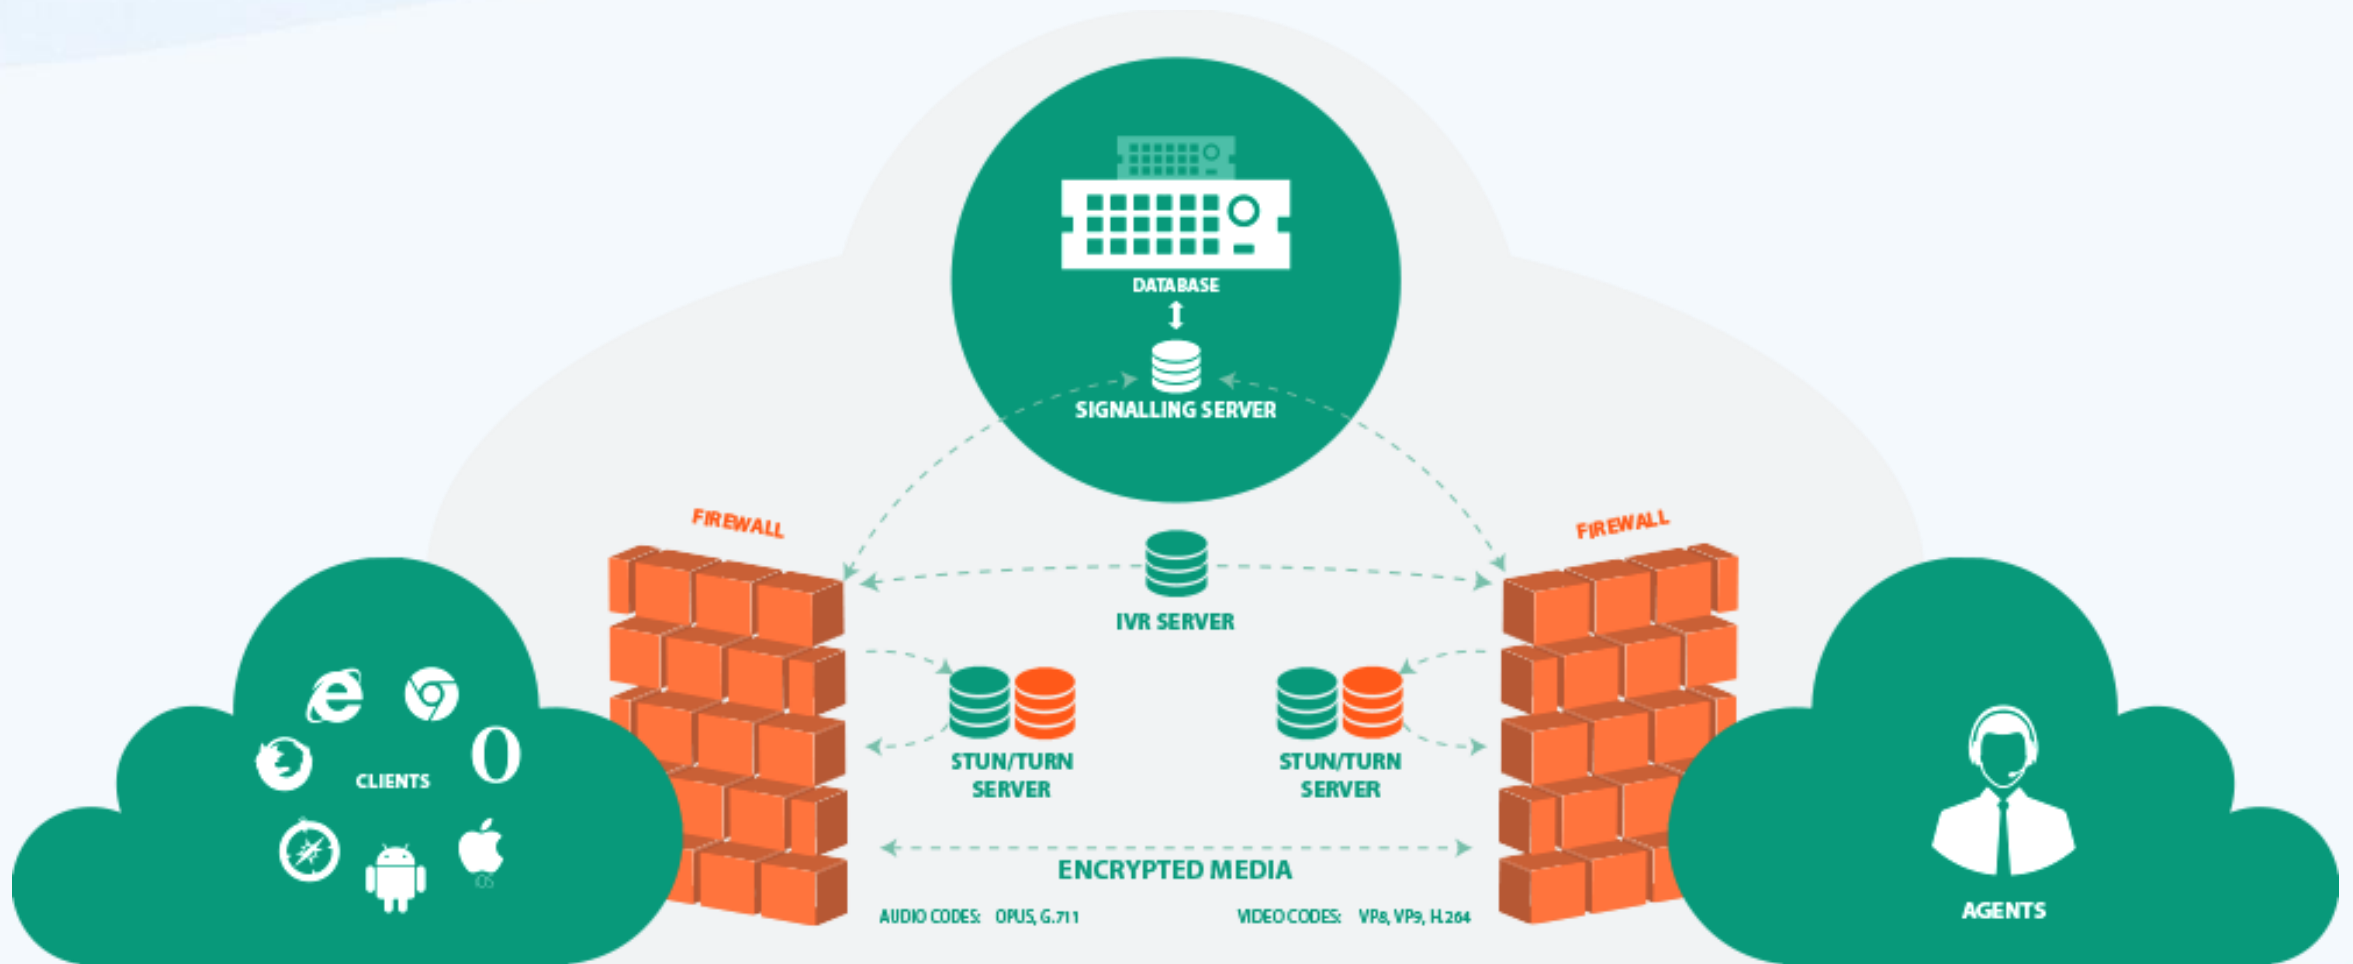 DATABASE
SIGNALLING SERVER
FIREWALL
FIREWALL
IVR SERVER
STUN/TURN
SERVER
STUN/TURN
SERVER
CLIENTS
iOS
ENCRYPTED MEDIA
AUDIO CODES: OPUS, G.711
VIDEO CODES: VP8, VP9, H.264
AGENTS